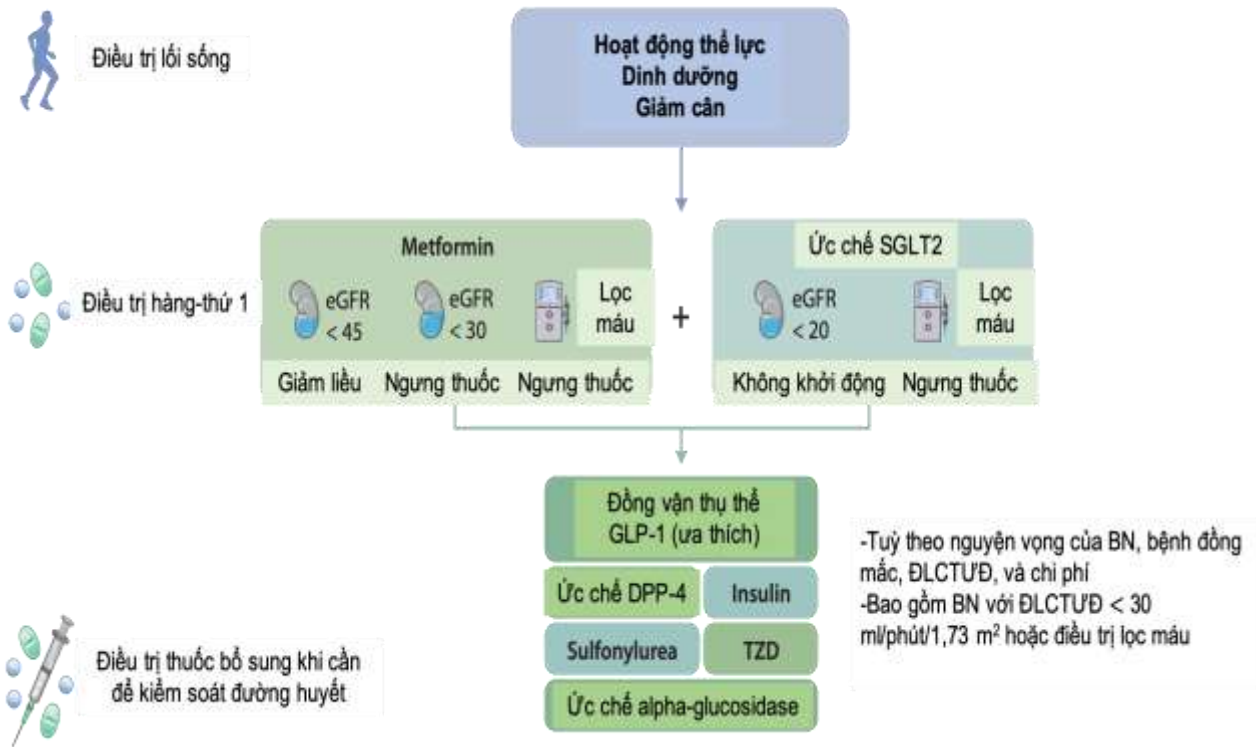 Điều trị lối sống
Hoạt động thể lực
Dinh dưỡng
Giảm cân
Điều trị hàng-thứ 1
Metformin
eGFR
< 45
eGFR
< 30
Lọc
máu
Giảm liều
Ngưng thuốc
Ngưng thuốc
+
Ức chế SGLT2
eGFR
< 20
Lọc
máu
Không khởi động
Ngưng thuốc
Điều trị thuốc bổ sung khi cần
để kiểm soát đường huyết
Đồng vận thụ thể
GLP-1 (ưa thích)
Ức chế DPP-4
Insulin
Sulfonylurea
TZD
Ức chế alpha-glucosidase
-Tuỳ theo nguyện vọng của BN, bệnh đồng
mắc, ĐLCTƯĐ, và chi phí
-Bao gồm BN với ĐLCTƯĐ < 30
ml/phút/1,73 m² hoặc điều trị lọc máu